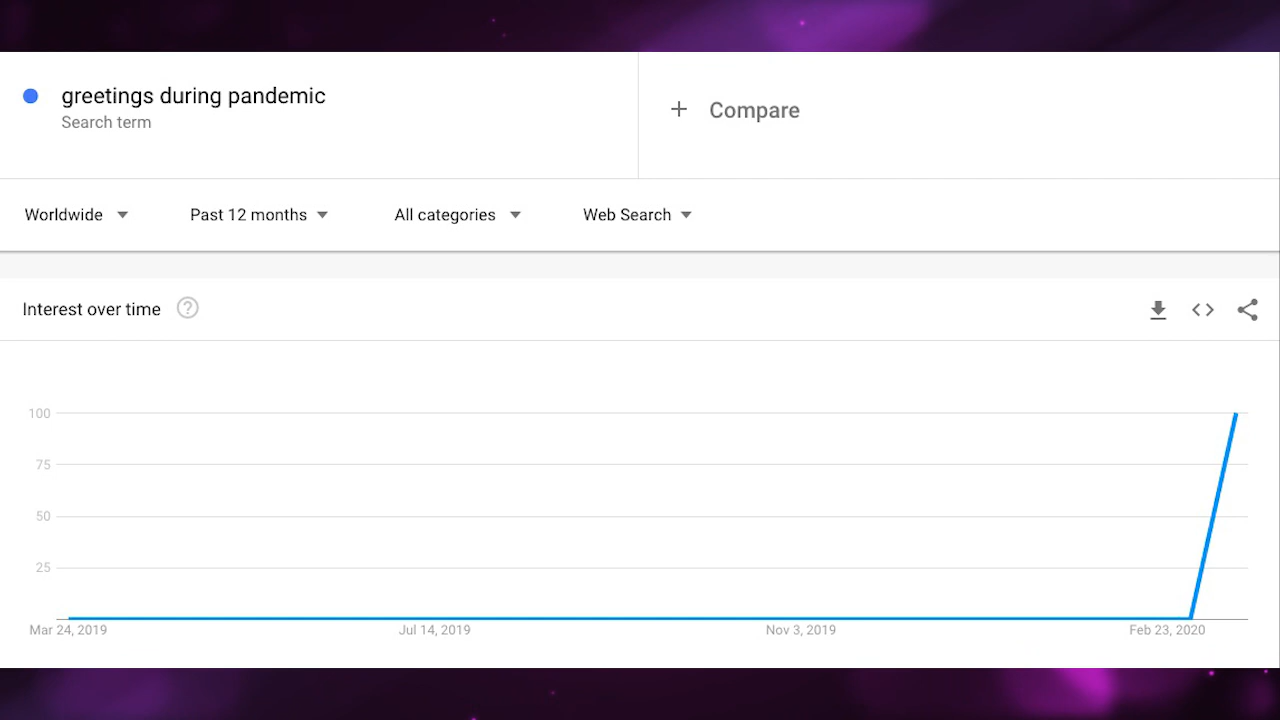 greetings during pandemic
Search term
+ Compare
Worldwide
Past 12 months
All categories
Web Search
Interest over time ?
100
75
50
25
Mar 24, 2019
Jul 14, 2019
Nov 3, 2019
Feb 23, 2020